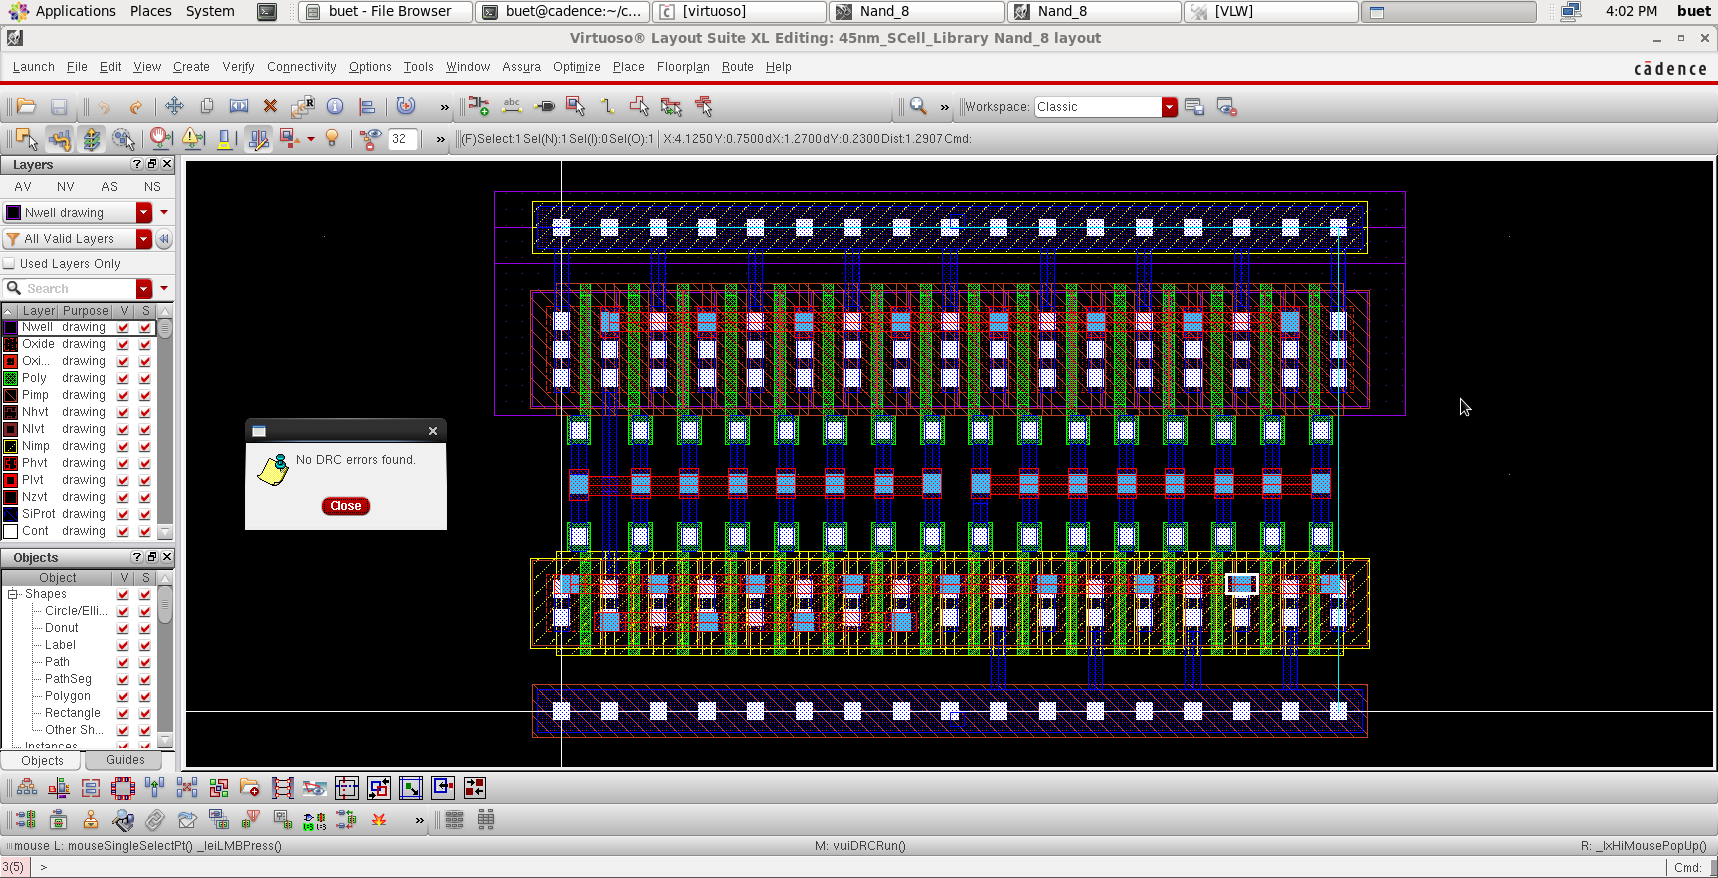 Applications Places System buet - File Browser buet@cadence:~/c... [virtuoso] Nand_8 Nand_8 [VLW] 4:02 PM buet
Virtuoso® Layout Suite XL Editing: 45nm_SCell_Library Nand_8 layout
Launch File Edit View Create Verify Connectivity Options Tools Window Assura Optimize Place Floorplan Route Help cādence
» » Workspace: Classic
32 » (F)Select:1 Sel(N):1 Sel(I):0 Sel(O):1 X:4.1250 Y:0.7500 dX:1.2700 dY:0.2300 Dist:1.2907 Cmd:
Layers
AV NV AS NS
Nwell drawing
All Valid Layers
Used Layers Only
Search
Layer Purpose V S
Nwell drawing
Oxide drawing
Oxi... drawing
Poly drawing
Pimp drawing
Nhvt drawing
Nlvt drawing
Nimp drawing
Phvt drawing
Plvt drawing
Nzvt drawing
SiProt drawing
Cont drawing
Objects
Object V S
Shapes
Circle/Elli...
Donut
Label
Path
PathSeg
Polygon
Rectangle
Other Sh...
Instances
Objects Guides
No DRC errors found.
Close
»
mouse L: mouseSingleSelectPt() _leiLMBPress() M: vuiDRCRun() R: _lxHiMousePopUp()
3(5) > Cmd: